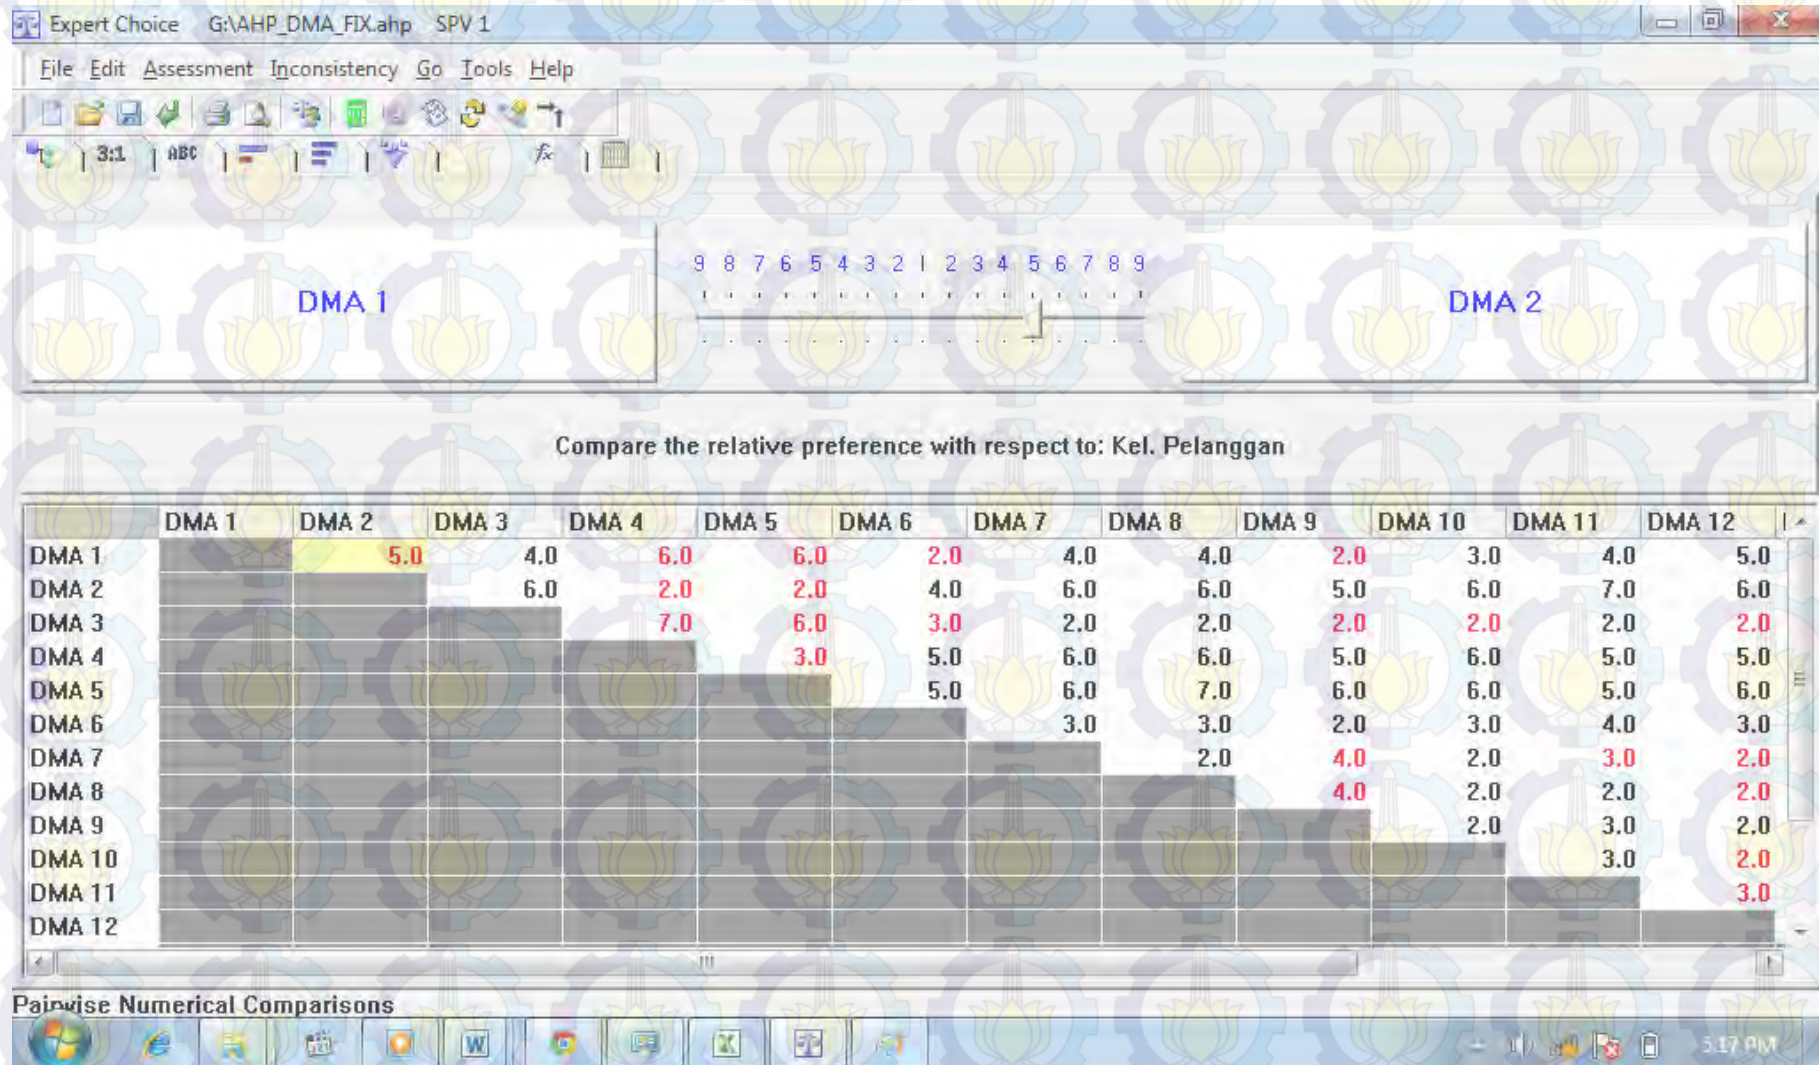 Expert Choice G:\AHP_DMA_FIX.ahp SPV 1
File Edit Assessment Inconsistency Go Tools Help
3:1 ABC fx
9 8 7 6 5 4 3 2 1 2 3 4 5 6 7 8 9
DMA 1 DMA 2
Compare the relative preference with respect to: Kel. Pelanggan
DMA 1 DMA 2 DMA 3 DMA 4 DMA 5 DMA 6 DMA 7 DMA 8 DMA 9 DMA 10 DMA 11 DMA 12
DMA 1 5.0 4.0 6.0 6.0 2.0 4.0 4.0 2.0 3.0 4.0 5.0
DMA 2 6.0 2.0 2.0 4.0 6.0 6.0 5.0 6.0 7.0 6.0
DMA 3 7.0 6.0 3.0 2.0 2.0 2.0 2.0 2.0 2.0
DMA 4 3.0 5.0 6.0 6.0 5.0 6.0 5.0 5.0
DMA 5 5.0 6.0 7.0 6.0 6.0 5.0 6.0
DMA 6 3.0 3.0 2.0 3.0 4.0 3.0
DMA 7 2.0 4.0 2.0 3.0 2.0
DMA 8 4.0 2.0 2.0 2.0
DMA 9 2.0 3.0 2.0
DMA 10 3.0 2.0
DMA 11 3.0
DMA 12
Pairwise Numerical Comparisons
5:17 PM